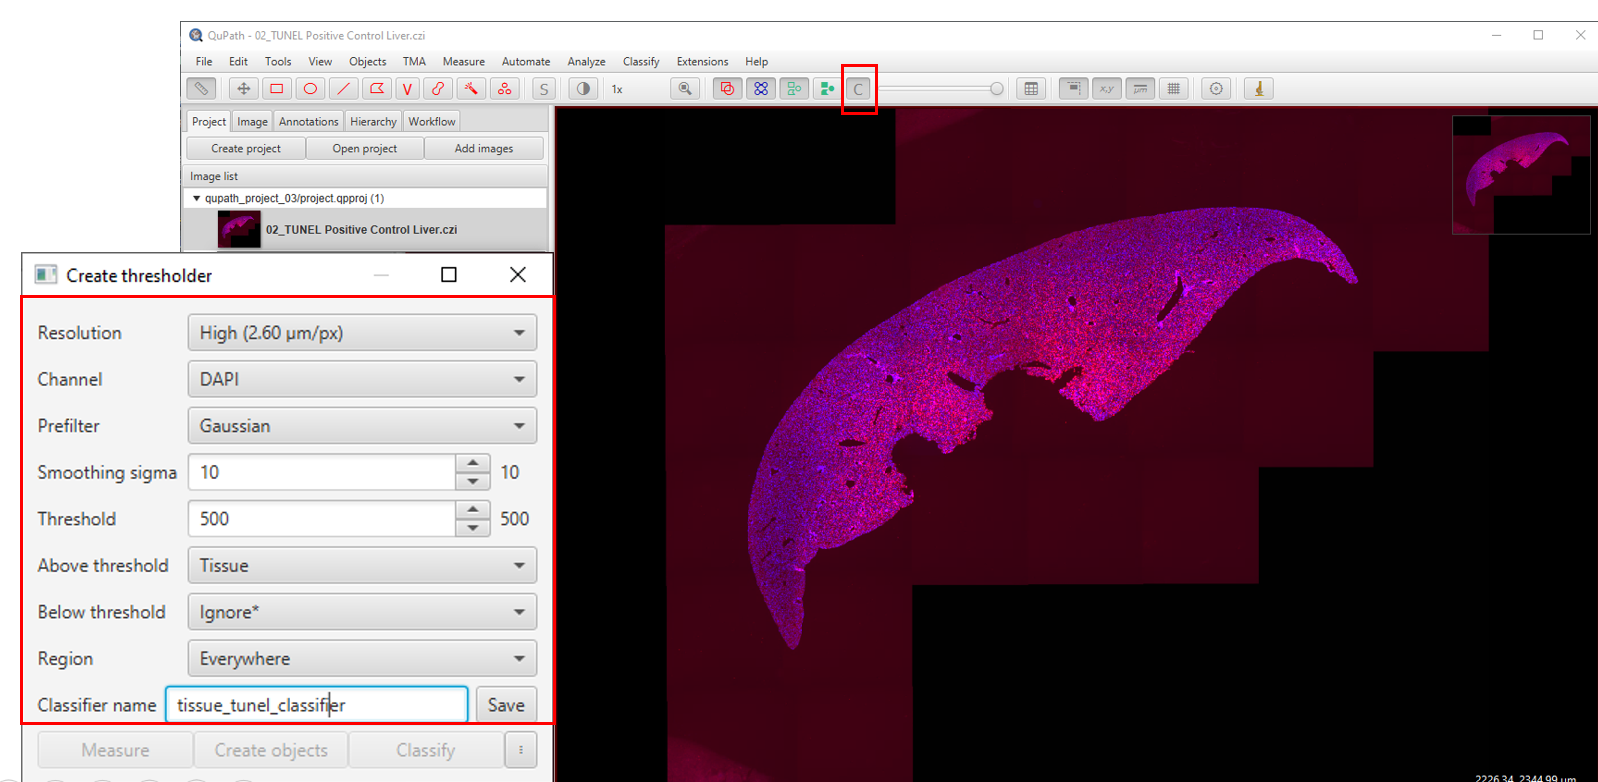 QuPath - 02_TUNEL Positive Control Liver.czi
File Edit Tools View Objects TMA Measure Automate Analyze Classify Extensions Help
V S 1x C x,y µm
Project Image Annotations Hierarchy Workflow
Create project Open project Add images
Image list
qupath_project_03/project.qpproj (1)
02_TUNEL Positive Control Liver.czi
Create thresholder
Resolution High (2.60 µm/px)
Channel DAPI
Prefilter Gaussian
Smoothing sigma 10 10
Threshold 500 500
Above threshold Tissue
Below threshold Ignore*
Region Everywhere
Classifier name tissue_tunel_classifier Save
Measure Create objects Classify
2226.34, 2344.99 µm